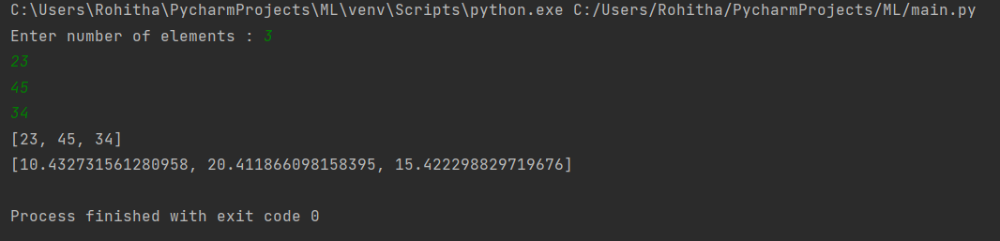 C:\Users\Rohitha\PycharmProjects\ML\venv\Scripts\python.exe C:/Users/Rohitha/PycharmProjects/ML/main.py
Enter number of elements : 3
23
45
34
[23, 45, 34]
[10.432731561280958, 20.411866098158395, 15.422298829719676]
Process finished with exit code 0